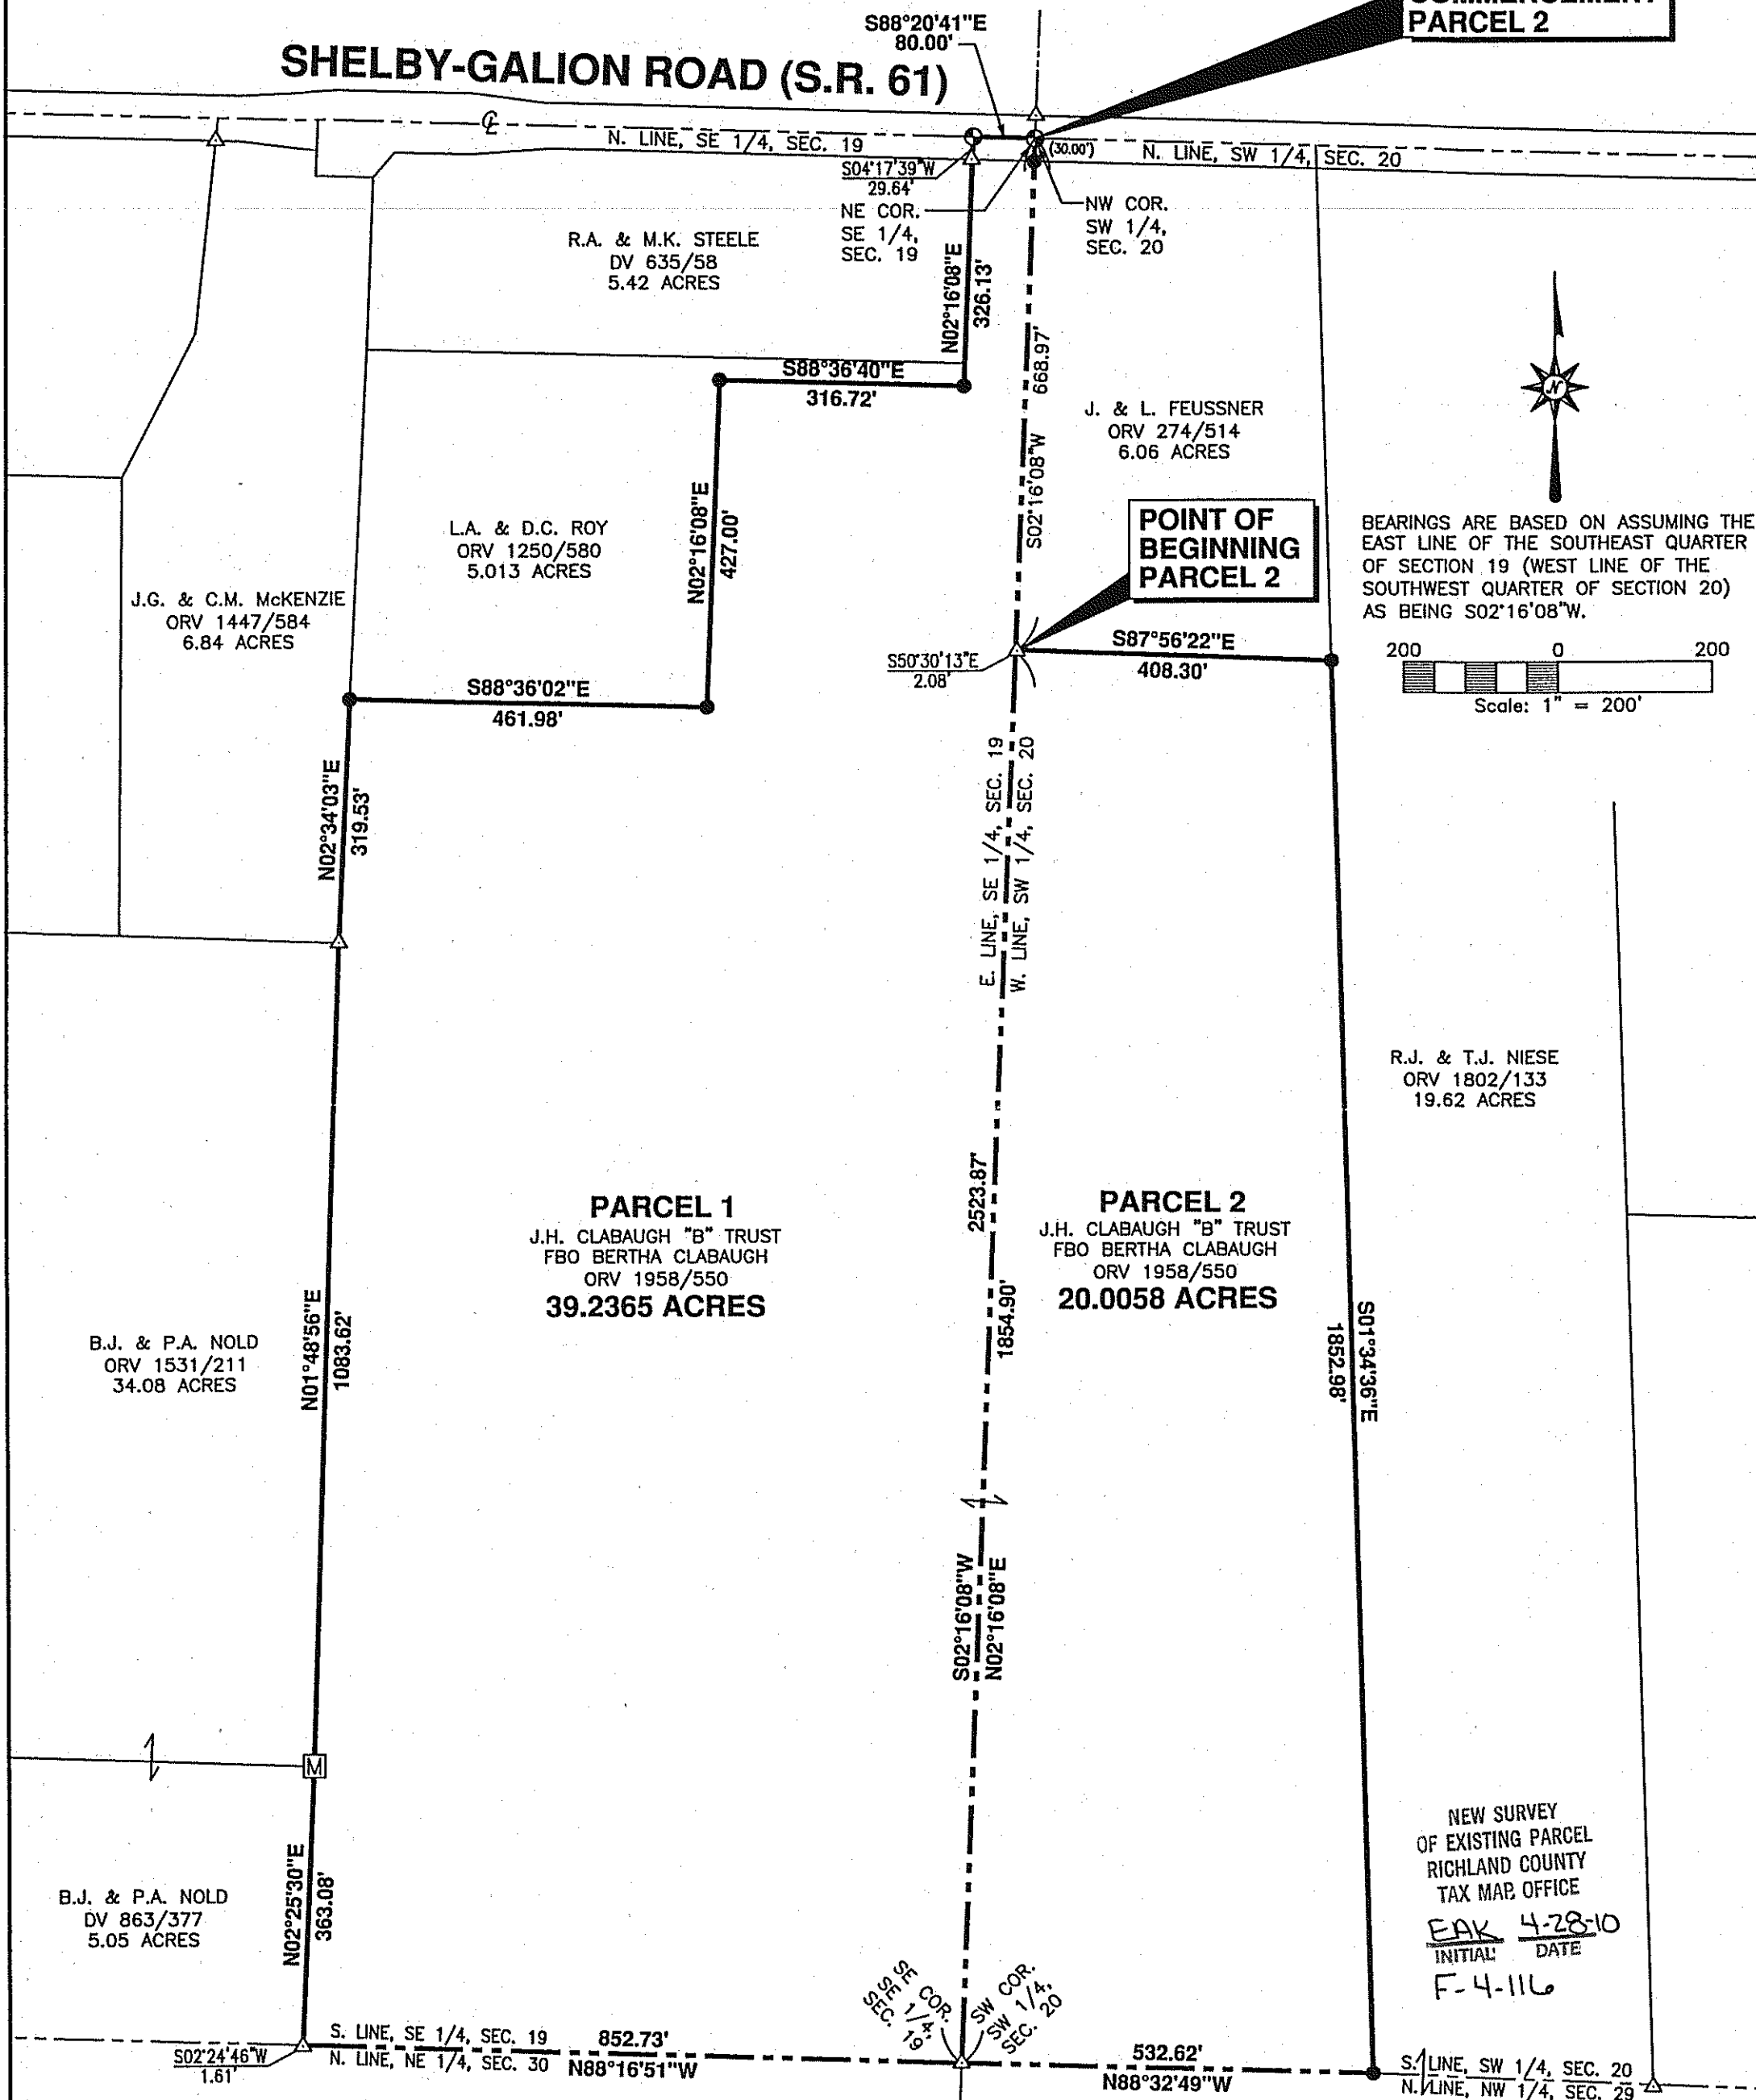 COMMENCEMENT
PARCEL 2
S88°20'41"E
80.00'
SHELBY-GALION ROAD (S.R. 61)
N. LINE, SE 1/4, SEC. 19
(30.00')
N. LINE, SW 1/4, SEC. 20
S04°17'39"W
29.64'
NE COR.
SE 1/4,
SEC. 19
NW COR.
SW 1/4,
SEC. 20
R.A. & M.K. STEELE
DV 635/58
5.42 ACRES
N02°16'08"E
326.13'
S88°36'40"E
316.72'
668.97'
S02°16'08"W
J. & L. FEUSSNER
ORV 274/514
6.06 ACRES
N
POINT OF
BEGINNING
PARCEL 2
BEARINGS ARE BASED ON ASSUMING THE
EAST LINE OF THE SOUTHEAST QUARTER
OF SECTION 19 (WEST LINE OF THE
SOUTHWEST QUARTER OF SECTION 20)
AS BEING S02°16'08"W.
200 0 200
Scale: 1" = 200'
L.A. & D.C. ROY
ORV 1250/580
5.013 ACRES
N02°16'08"E
427.00'
J.G. & C.M. McKENZIE
ORV 1447/584
6.84 ACRES
S50°30'13"E
2.08'
S87°56'22"E
408.30'
S88°36'02"E
461.98'
N02°34'03"E
319.53'
E. LINE, SE 1/4, SEC. 19
W. LINE, SW 1/4, SEC. 20
R.J. & T.J. NIESE
ORV 1802/133
19.62 ACRES
2523.87'
1854.90'
PARCEL 1
J.H. CLABAUGH "B" TRUST
FBO BERTHA CLABAUGH
ORV 1958/550
39.2365 ACRES
PARCEL 2
J.H. CLABAUGH "B" TRUST
FBO BERTHA CLABAUGH
ORV 1958/550
20.0058 ACRES
N01°48'56"E
1083.62'
S01°34'36"E
1852.98'
B.J. & P.A. NOLD
ORV 1531/211
34.08 ACRES
S02°16'08"W
N02°16'08"E
M
N02°25'30"E
363.08'
B.J. & P.A. NOLD
DV 863/377
5.05 ACRES
NEW SURVEY
OF EXISTING PARCEL
RICHLAND COUNTY
TAX MAP OFFICE
EAK 4-28-10
INITIAL DATE
F-4-116
SE COR.
SE 1/4,
SEC. 19
SW COR.
SW 1/4,
SEC. 20
S02°24'46"W
1.61'
S. LINE, SE 1/4, SEC. 19
N. LINE, NE 1/4, SEC. 30
852.73'
N88°16'51"W
532.62'
N88°32'49"W
S. LINE, SW 1/4, SEC. 20
N. LINE, NW 1/4, SEC. 29